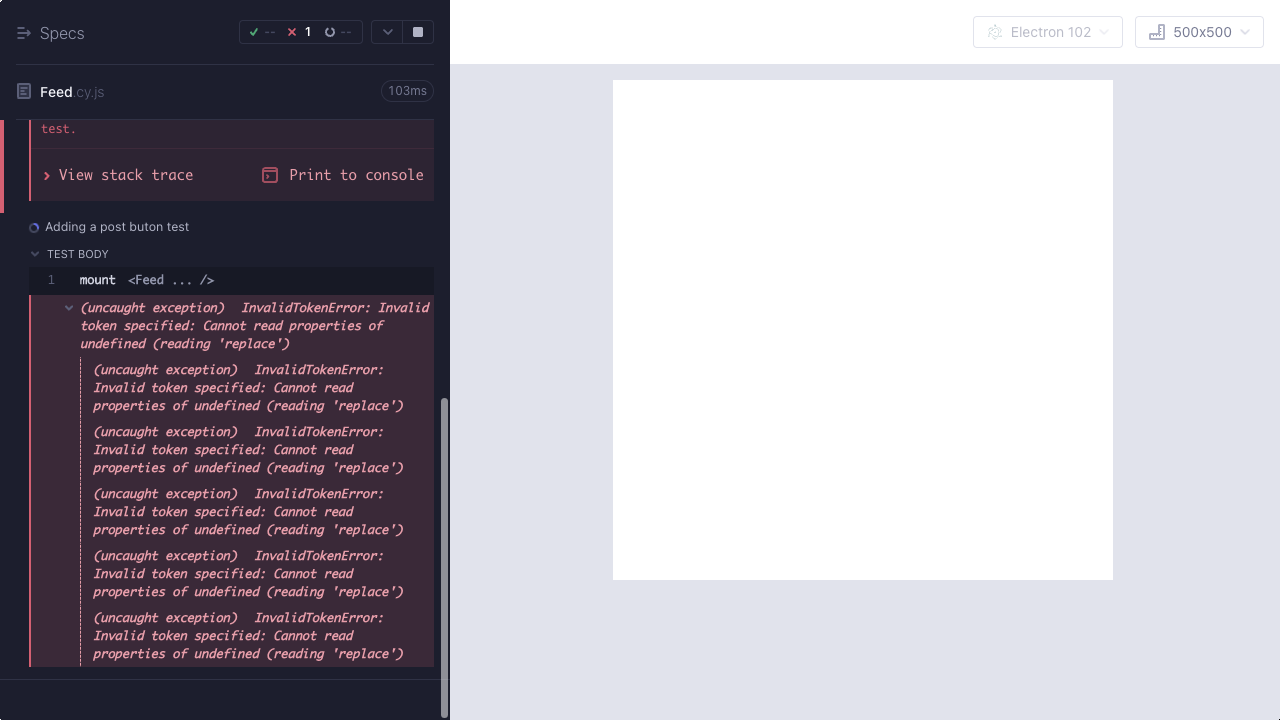 Specs
-- 1 --
Electron 102
500x500
Feed.cy.js
103ms
test.
View stack trace
Print to console
Adding a post buton test
TEST BODY
1 mount <Feed ... />
(uncaught exception) InvalidTokenError: Invalid
token specified: Cannot read properties of
undefined (reading 'replace')
(uncaught exception) InvalidTokenError:
Invalid token specified: Cannot read
properties of undefined (reading 'replace')
(uncaught exception) InvalidTokenError:
Invalid token specified: Cannot read
properties of undefined (reading 'replace')
(uncaught exception) InvalidTokenError:
Invalid token specified: Cannot read
properties of undefined (reading 'replace')
(uncaught exception) InvalidTokenError:
Invalid token specified: Cannot read
properties of undefined (reading 'replace')
(uncaught exception) InvalidTokenError:
Invalid token specified: Cannot read
properties of undefined (reading 'replace')